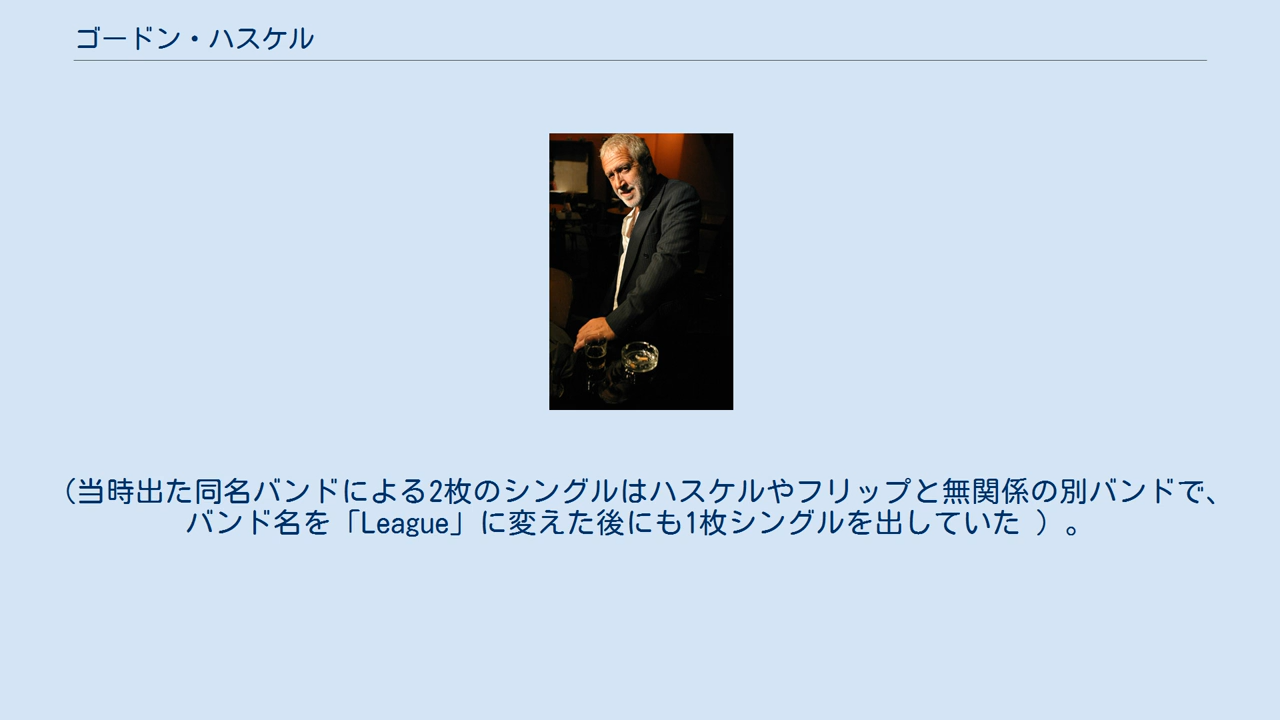 ゴードン・ハスケル
（当時出た同名バンドによる2枚のシングルはハスケルやフリップと無関係の別バンドで、
バンド名を「League」に変えた後にも1枚シングルを出していた ）。